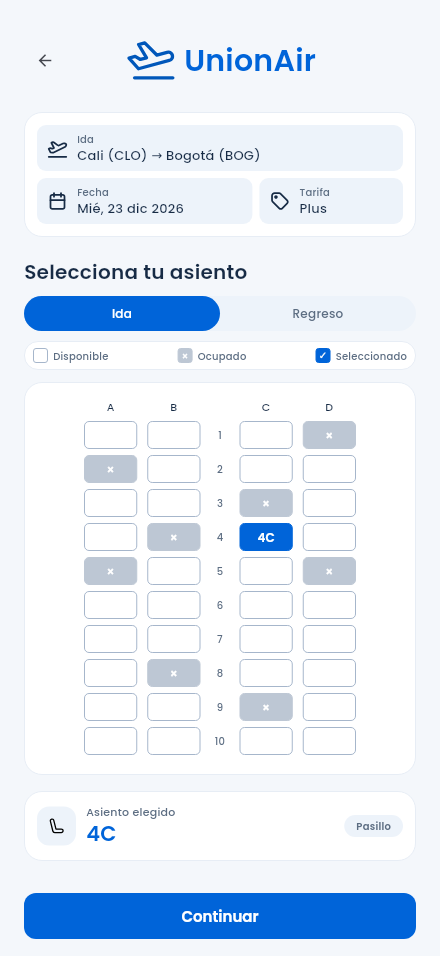 UnionAir
Ida
Cali (CLO) → Bogotá (BOG)
Fecha
Mié, 23 dic 2026
Tarifa
Plus
Selecciona tu asiento
Ida
Regreso
Disponible
× Ocupado
✓ Seleccionado
A B C D
1 ×
× 2
3 ×
× 4 4C
× 5 ×
6
7
× 8
9 ×
10
Asiento elegido
4C
Pasillo
Continuar